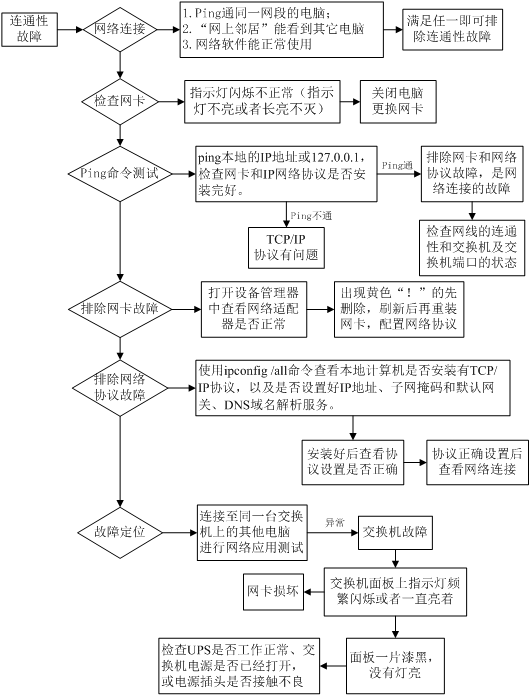 连通性
故障
网络连接
1. Ping通同一网段的电脑；
2. “网上邻居”能看到其它电脑
3. 网络软件能正常使用
满足任一即可排
除连通性故障
检查网卡
指示灯闪烁不正常（指示
灯不亮或者长亮不灭）
关闭电脑
更换网卡
Ping命令测试
ping本地的IP地址或127.0.0.1，
检查网卡和IP网络协议是否安
装完好。
Ping通
排除网卡和网络
协议故障，是网
络连接的故障
Ping不通
TCP/IP
协议有问题
检查网线的连通
性和交换机及交
换机端口的状态
排除网卡故障
打开设备管理器
中查看网络适配
器是否正常
出现黄色“！”的先
删除，刷新后再重装
网卡，配置网络协议
排除网络
协议故障
使用ipconfig /all命令查看本地计算机是否安装有TCP/
IP协议，以及是否设置好IP地址、子网掩码和默认网
关、DNS域名解析服务。
安装好后查看协
议设置是否正确
协议正确设置后
查看网络连接
故障定位
连接至同一台交换
机上的其他电脑
进行网络应用测试
异常
交换机故障
网卡损坏
交换机面板上指示灯频
繁闪烁或者一直亮着
检查UPS是否工作正常、交
换机电源是否已经打开，
或电源插头是否接触不良
面板一片漆黑，
没有灯亮